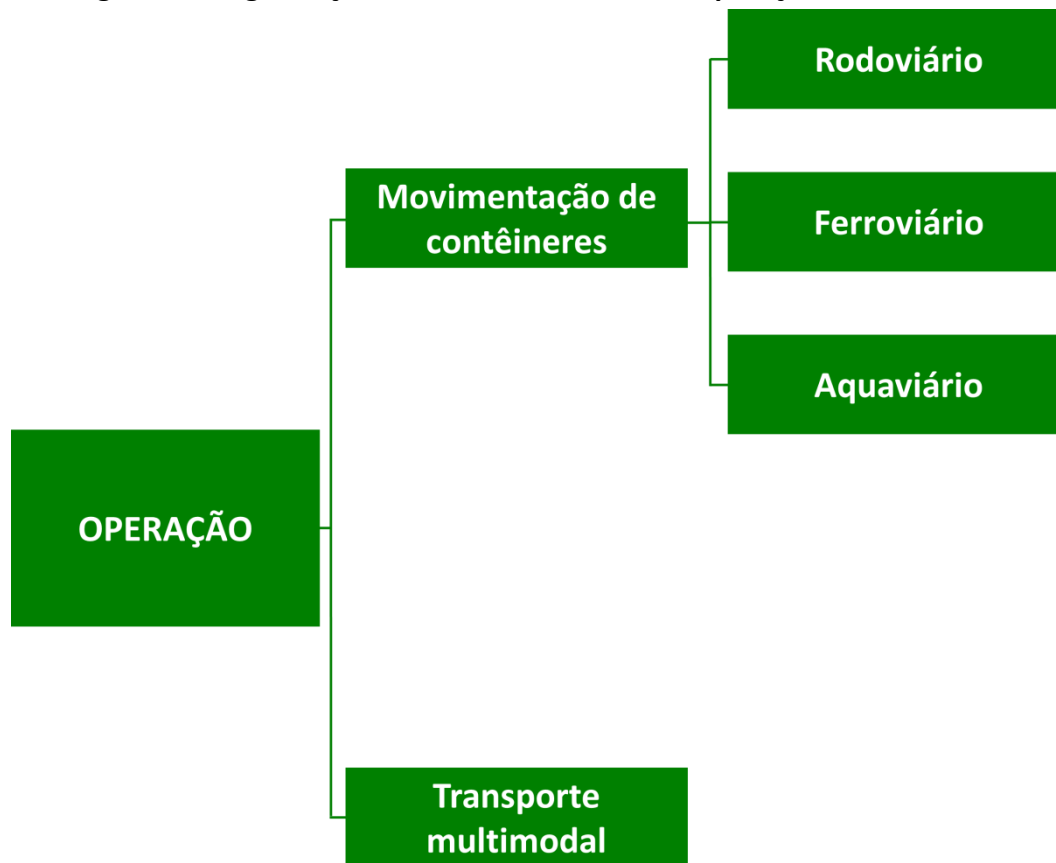 Rodoviário
Movimentação de
contêineres
Ferroviário
Aquaviário
OPERAÇÃO
Transporte
multimodal